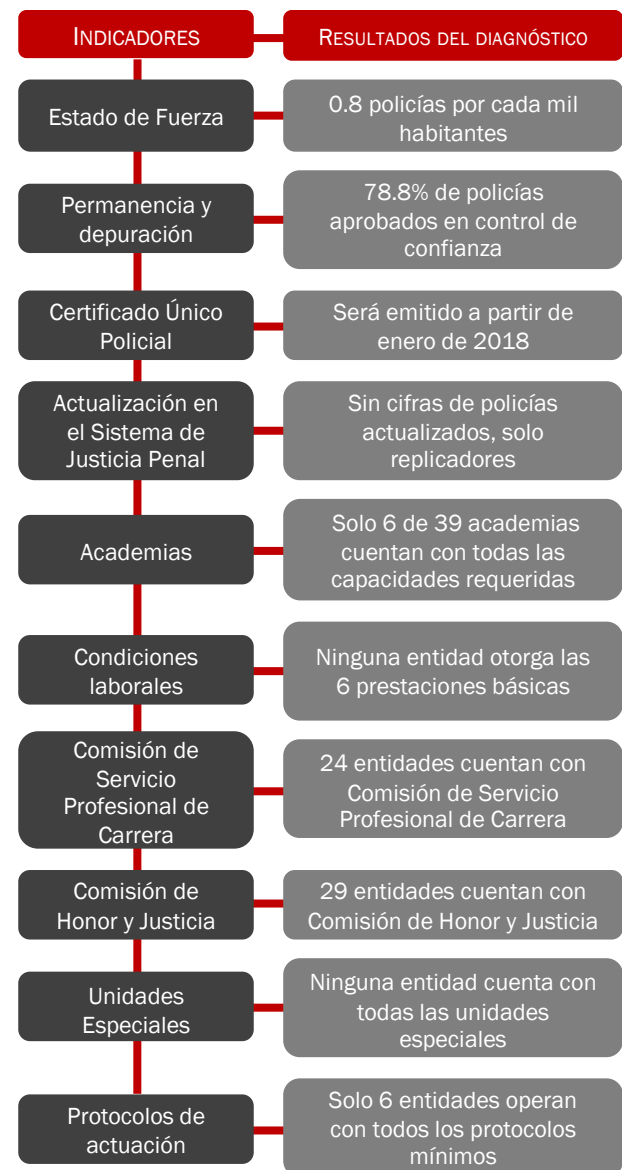 INDICADORES
RESULTADOS DEL DIAGNÓSTICO
Estado de Fuerza
0.8 policías por cada mil
habitantes
Permanencia y
depuración
78.8% de policías
aprobados en control de
confianza
Certificado Único
Policial
Será emitido a partir de
enero de 2018
Actualización en
el Sistema de
Justicia Penal
Sin cifras de policías
actualizados, solo
replicadores
Academias
Solo 6 de 39 academias
cuentan con todas las
capacidades requeridas
Condiciones
laborales
Ninguna entidad otorga las
6 prestaciones básicas
Comisión de
Servicio
Profesional de
Carrera
24 entidades cuentan con
Comisión de Servicio
Profesional de Carrera
Comisión de
Honor y Justicia
29 entidades cuentan con
Comisión de Honor y Justicia
Unidades
Especiales
Ninguna entidad cuenta con
todas las unidades
especiales
Protocolos de
actuación
Solo 6 entidades operan
con todos los protocolos
mínimos